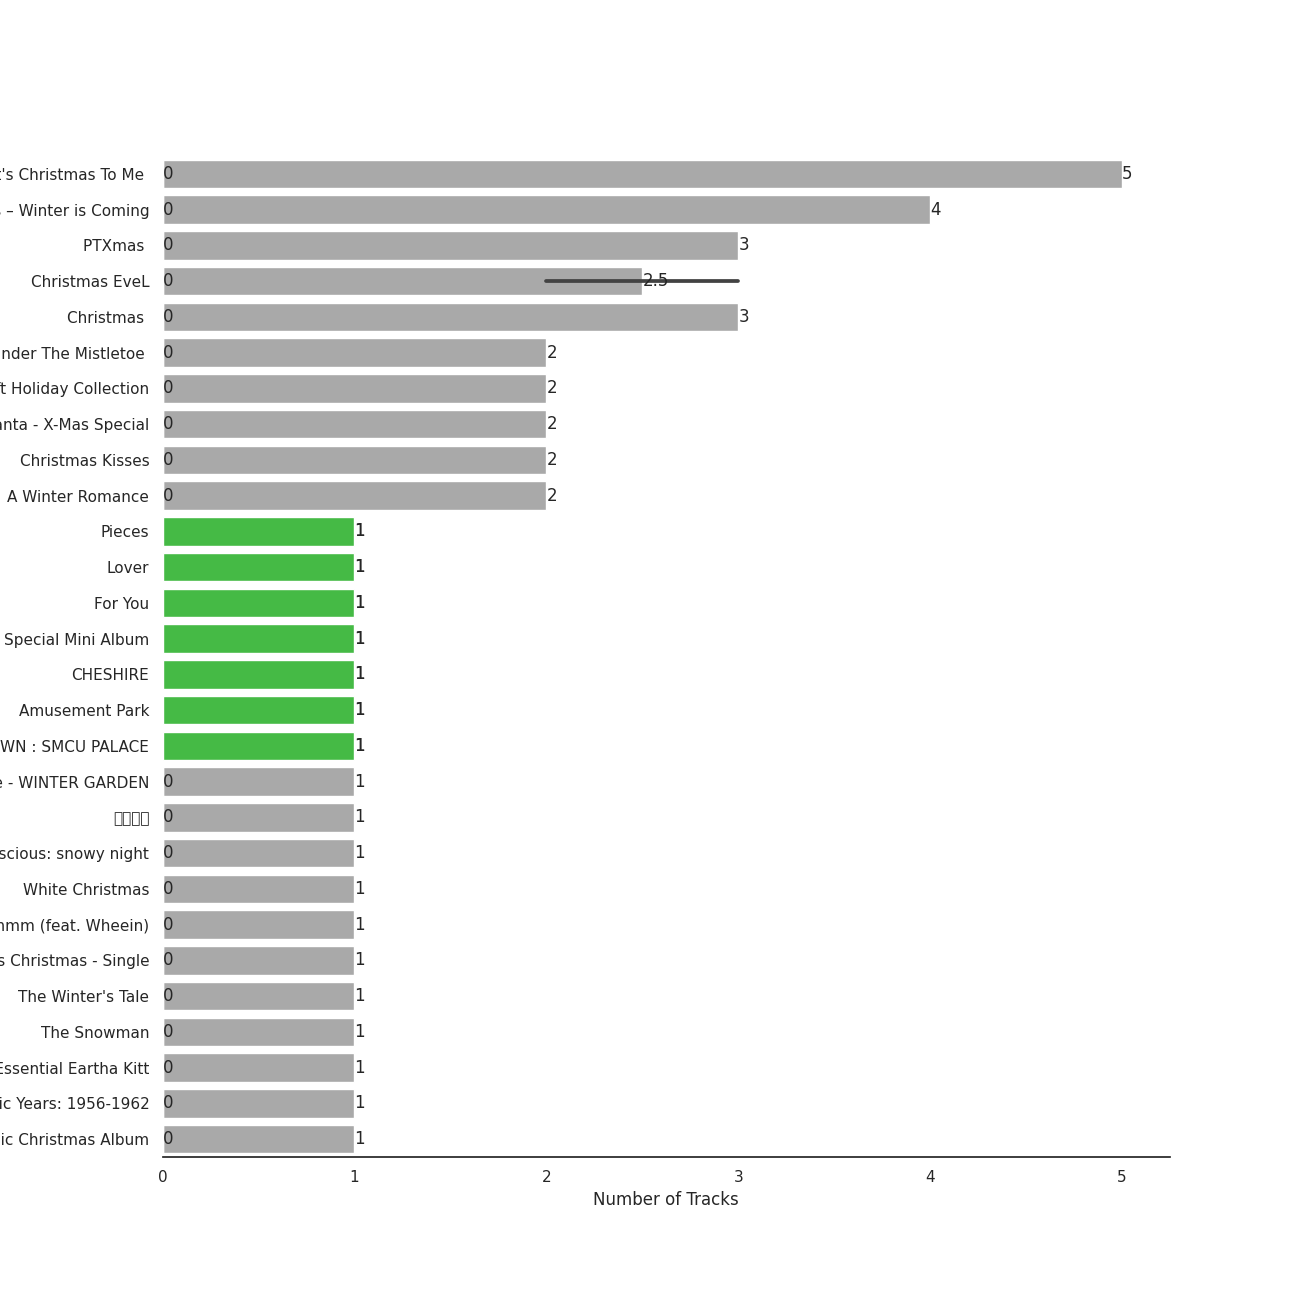 's Christmas To Me 0 5
– Winter is Coming 0 4
PTXmas 0 3
Christmas EveL 0 2.5
Christmas 0 3
nder The Mistletoe 0 2
t Holiday Collection 0 2
anta - X-Mas Special 0 2
Christmas Kisses 0 2
A Winter Romance 0 2
Pieces 1
Lover 1
For You 1
Special Mini Album 1
CHESHIRE 1
Amusement Park 1
WN : SMCU PALACE 1
e - WINTER GARDEN 0 1
0 1
scious: snowy night 0 1
White Christmas 0 1
mm (feat. Wheein) 0 1
s Christmas - Single 0 1
The Winter's Tale 0 1
The Snowman 0 1
Essential Eartha Kitt 0 1
ic Years: 1956-1962 0 1
ic Christmas Album 0 1
0 1 2 3 4 5
Number of Tracks